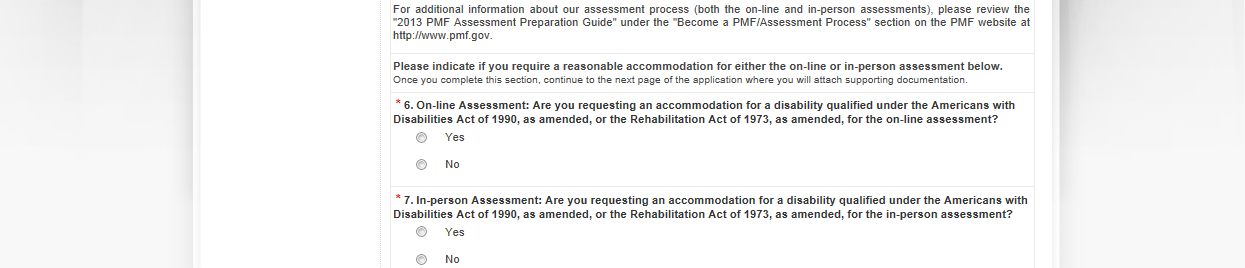 For additional information about our assessment process (both the on-line and in-person assessments), please review the
"2013 PMF Assessment Preparation Guide" under the "Become a PMF/Assessment Process" section on the PMF website at
http://www.pmf.gov.
Please indicate if you require a reasonable accommodation for either the on-line or in-person assessment below.
Once you complete this section, continue to the next page of the application where you will attach supporting documentation.
* 6. On-line Assessment: Are you requesting an accommodation for a disability qualified under the Americans with
Disabilities Act of 1990, as amended, or the Rehabilitation Act of 1973, as amended, for the on-line assessment?
Yes
No
* 7. In-person Assessment: Are you requesting an accommodation for a disability qualified under the Americans with
Disabilities Act of 1990, as amended, or the Rehabilitation Act of 1973, as amended, for the in-person assessment?
Yes
No